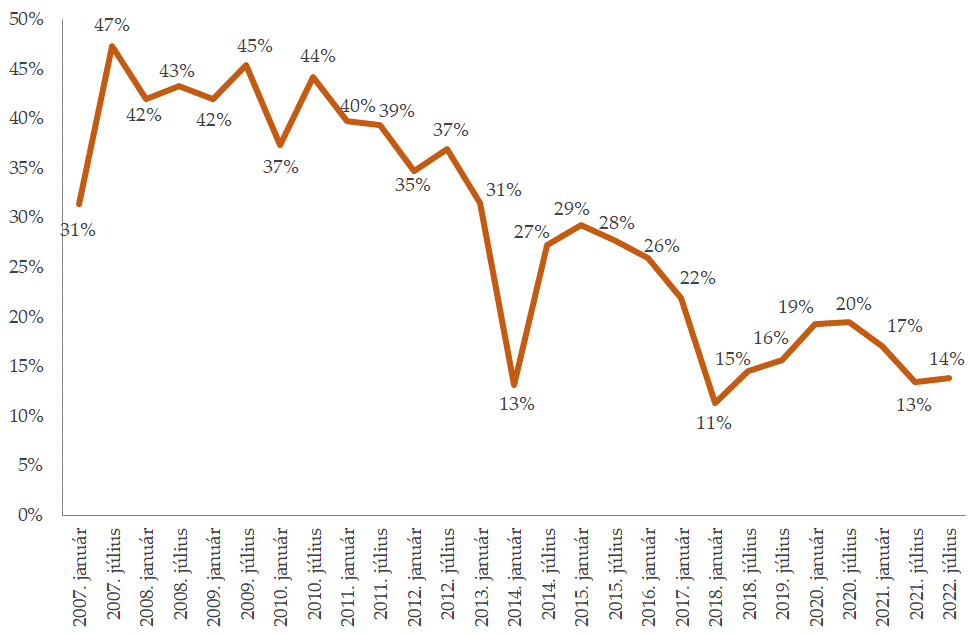 50%
45%
40%
35%
30%
25%
20%
15%
10%
5%
0%
31%
47%
42%
43%
42%
45%
37%
44%
40%
39%
35%
37%
31%
13%
27%
29%
28%
26%
22%
11%
15%
16%
19%
20%
17%
13%
14%
2007. január
2007. július
2008. január
2008. július
2009. január
2009. július
2010. január
2010. július
2011. január
2011. július
2012. január
2012. július
2013. január
2014. január
2014. július
2015. január
2015. július
2016. január
2017. január
2018. január
2018. július
2019. július
2020. január
2020. július
2021. január
2021. július
2022. július